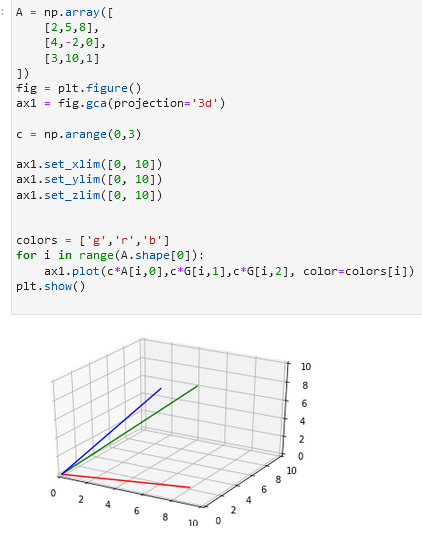 :
A = np.array([
[2,5,8],
[4,-2,0],
[3,10,1]
])
fig = plt.figure()
ax1 = fig.gca(projection='3d')
c = np.arange(0,3)
ax1.set_xlim([0, 10])
ax1.set_ylim([0, 10])
ax1.set_zlim([0, 10])
colors = ['g','r','b']
for i in range(A.shape[0]):
ax1.plot(c*A[i,0],c*G[i,1],c*G[i,2], color=colors[i])
plt.show()
10
8
6
4
2
0
10
8
6
4
2
0
0
2
4
6
8
10